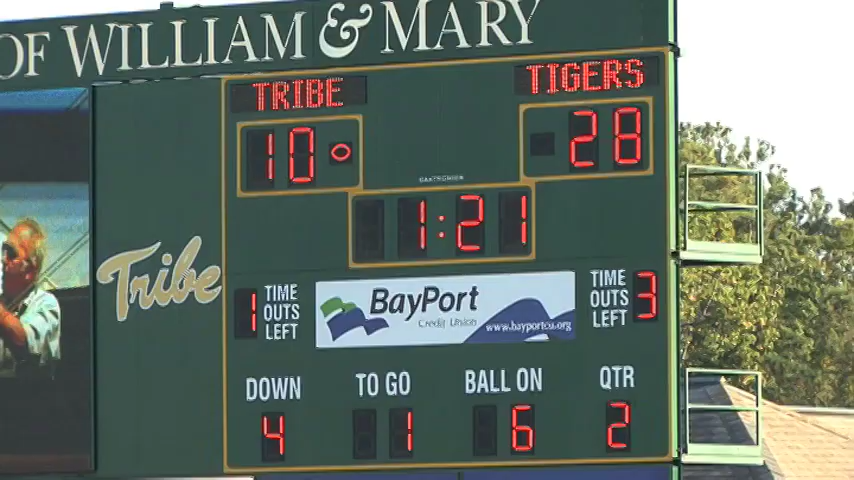 OF WILLIAM & MARY
TRIBE
TIGERS
10
28
DAKTRONICS
1:21
Tribe
1
TIME
OUTS
LEFT
BayPort
Credit Union
www.bayportcu.org
TIME
OUTS
LEFT
3
DOWN
TO GO
BALL ON
QTR
4
1
6
2